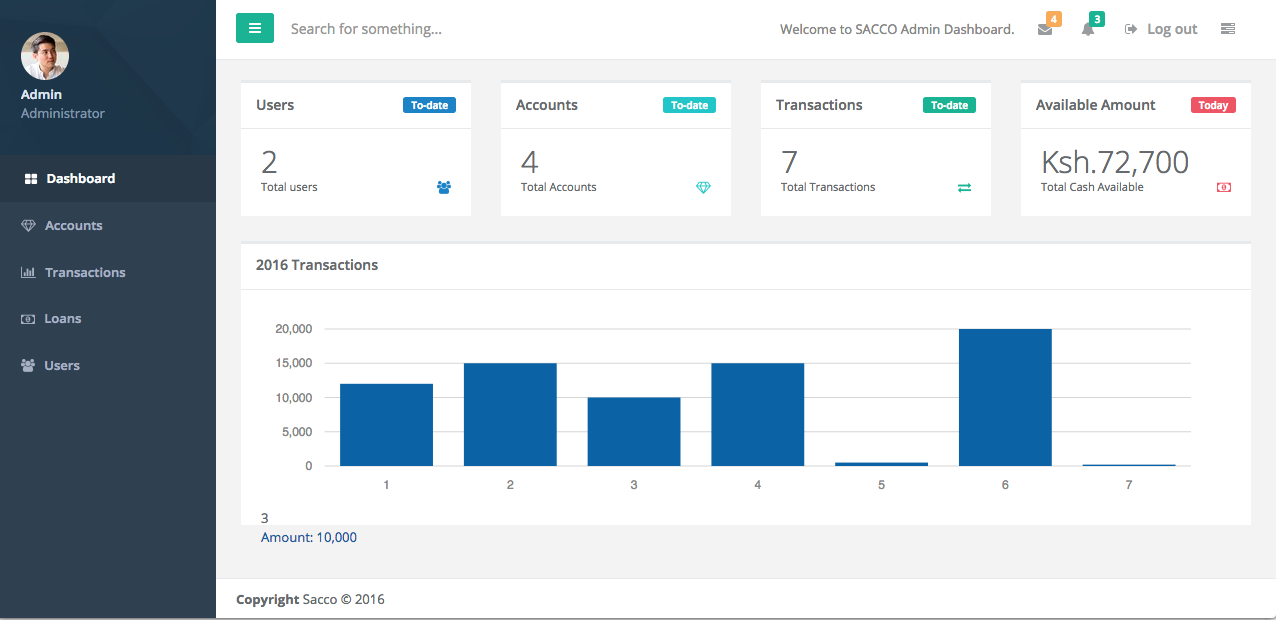 Admin
Administrator
Dashboard
Accounts
Transactions
Loans
Users
Search for something...
Welcome to SACCO Admin Dashboard.
4
3
Log out
Users
To-date
2
Total users
Accounts
To-date
4
Total Accounts
Transactions
To-date
7
Total Transactions
Available Amount
Today
Ksh.72,700
Total Cash Available
2016 Transactions
20,000
15,000
10,000
5,000
0
1 2 3 4 5 6 7
3
Amount: 10,000
Copyright Sacco © 2016